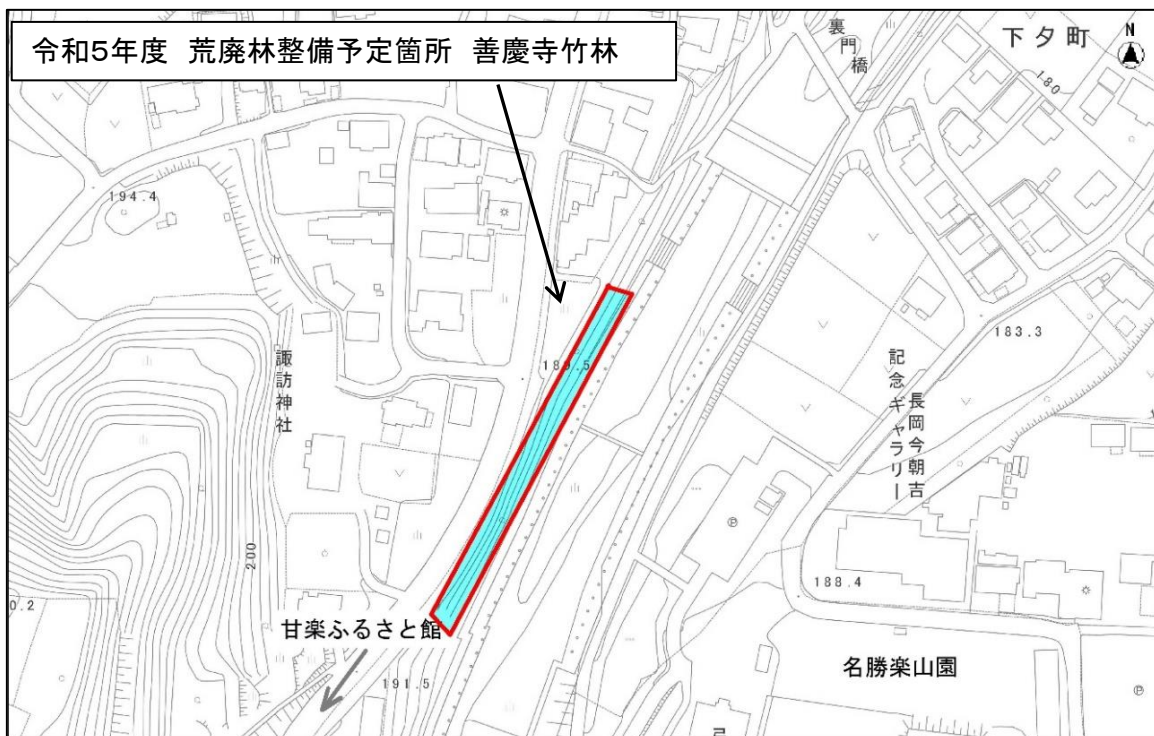 令和5年度 荒廃林整備予定箇所 善慶寺竹林
裏門橋
下夕町
N
180
194.4
諏訪神社
189.5
183.3
長岡今朝吉
記念ギャラリー
200
188.4
甘楽ふるさと館
191.5
名勝楽山園